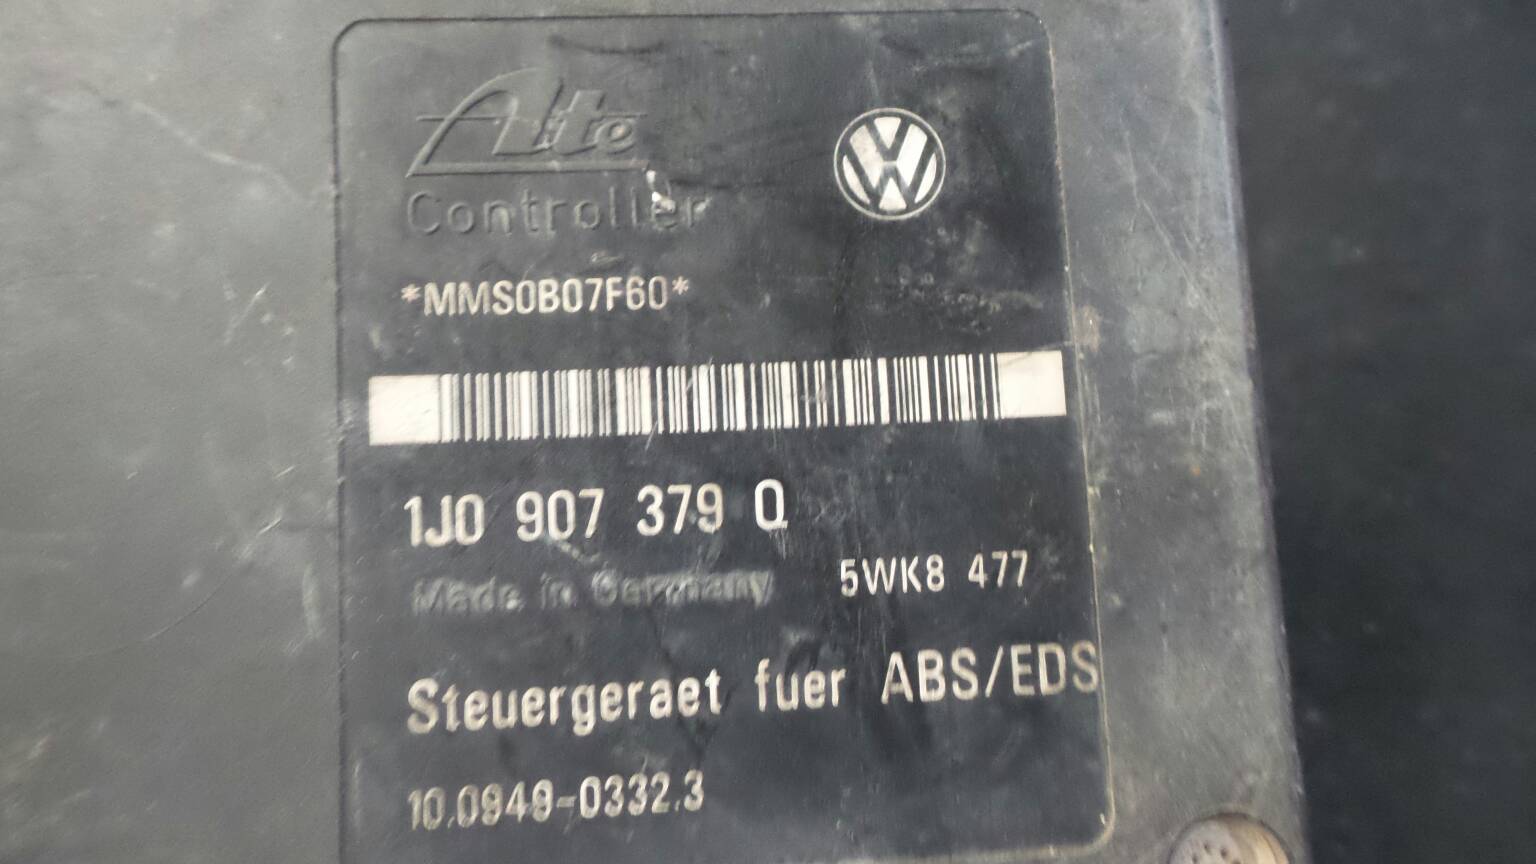 Ate
Controller
*MMS0B07F60*
1J0 907 379 Q
Made in Germany
5WK8 477
Steuergeraet fuer ABS/EDS
10.0949-0332.3